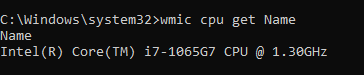 C:\Windows\system32>wmic cpu get Name
Name
Intel(R) Core(TM) i7-1065G7 CPU @ 1.30GHz